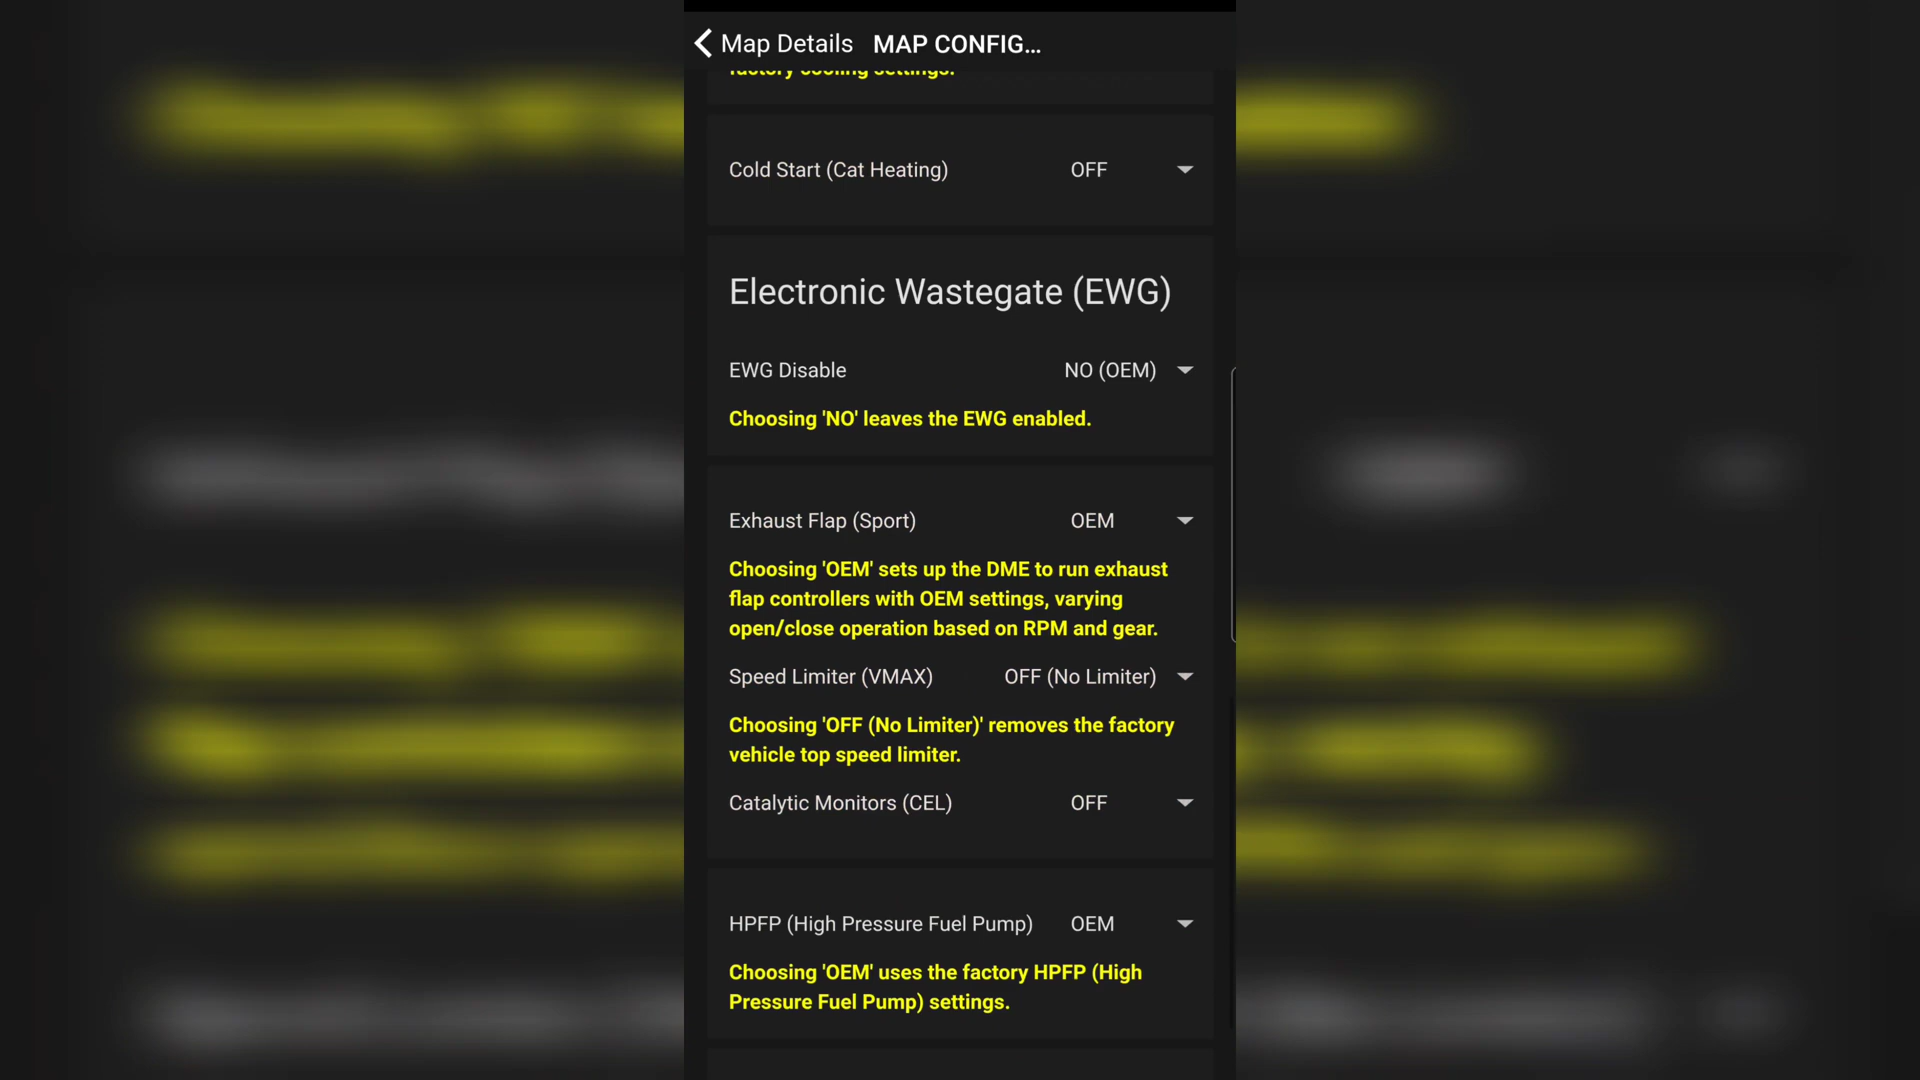 Map Details MAP CONFIG...
factory cooling settings.
Cold Start (Cat Heating) OFF
Electronic Wastegate (EWG)
EWG Disable NO (OEM)
Choosing 'NO' leaves the EWG enabled.
Exhaust Flap (Sport) OEM
Choosing 'OEM' sets up the DME to run exhaust
flap controllers with OEM settings, varying
open/close operation based on RPM and gear.
Speed Limiter (VMAX) OFF (No Limiter)
Choosing 'OFF (No Limiter)' removes the factory
vehicle top speed limiter.
Catalytic Monitors (CEL) OFF
HPFP (High Pressure Fuel Pump) OEM
Choosing 'OEM' uses the factory HPFP (High
Pressure Fuel Pump) settings.